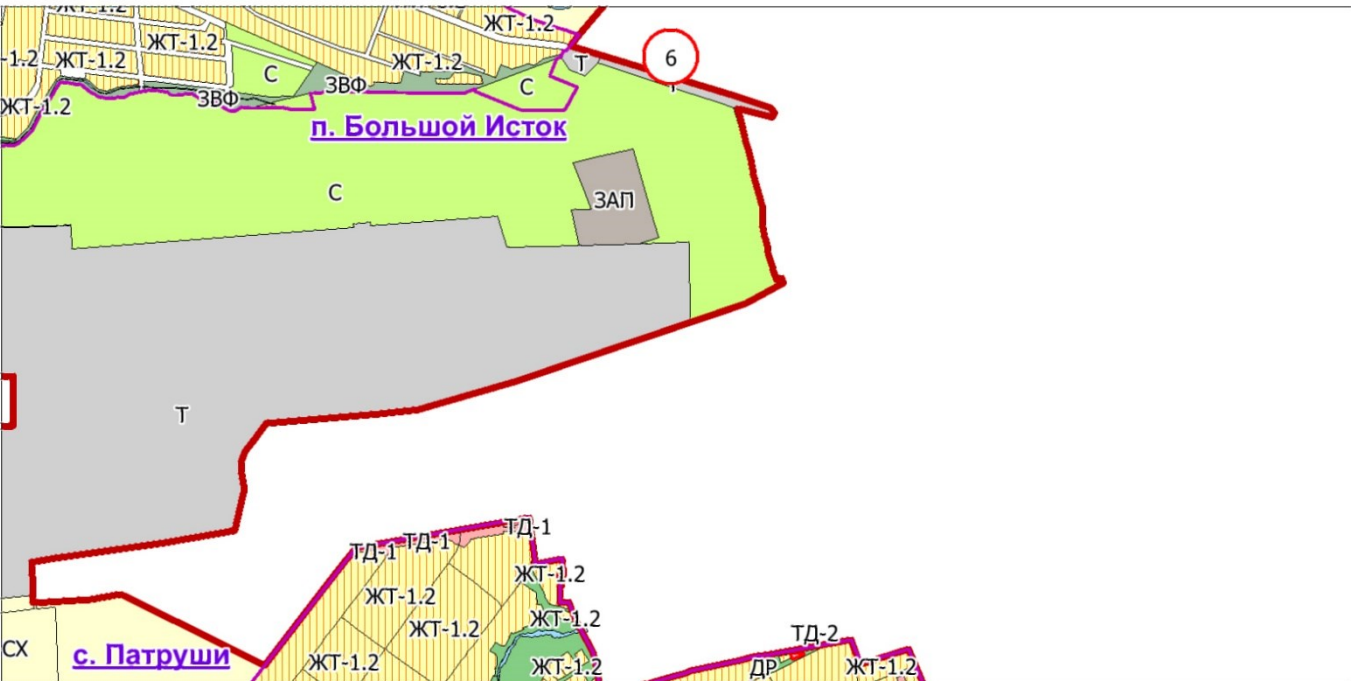 ЖТ-1.2
ЖТ-1.2
ЖТ-1.2
-1.2
ЖТ-1.2
ЖТ-1.2
С
Т
6
ЗВФ
С
ЗВФ
ЖТ-1.2
п. Большой Исток
С
ЗАП
Т
ТД-1
ТД-1
ТД-1
ЖТ-1.2
ЖТ-1.2
ЖТ-1.2
ЖТ-1.2
ТД-2
СХ
с. Патруши
ЖТ-1.2
ЖТ-1.2
ДР
ЖТ-1.2